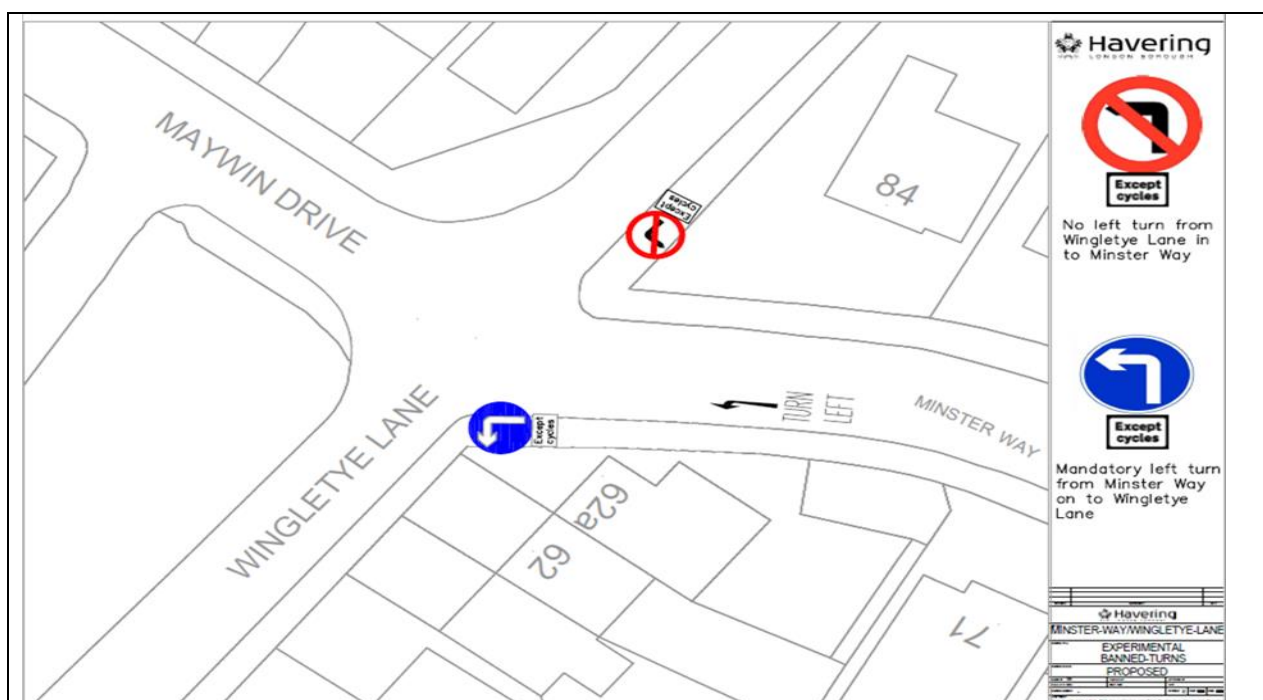 MAYWIN DRIVE
84
Except
cycles
WINGLETYE LANE
Except
cycles
TURN
LEFT
MINSTER WAY
62a
62
71
Havering
LONDON BOROUGH
Except
cycles
No left turn from
Wingletye Lane in
to Minster Way
Except
cycles
Mandatory left turn
from Minster Way
on to Wingletye
Lane
Havering
MINSTER-WAY/WINGLETYE-LANE
EXPERIMENTAL
BANNED-TURNS
PROPOSED